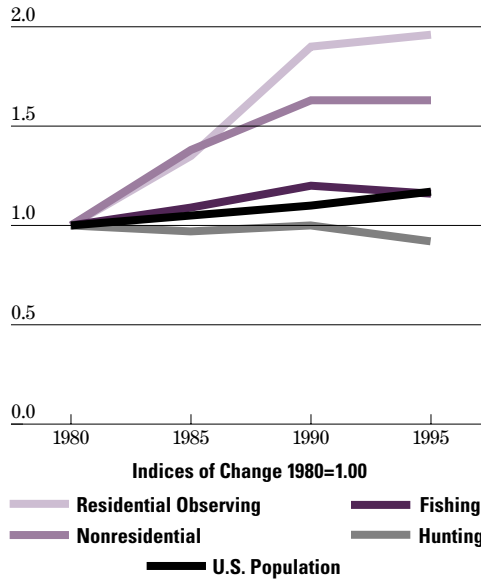 2.0
1.5
1.0
0.5
0.0
1980 1985 1990 1995
Indices of Change 1980=1.00
Residential Observing Fishing
Nonresidential Hunting
U.S. Population